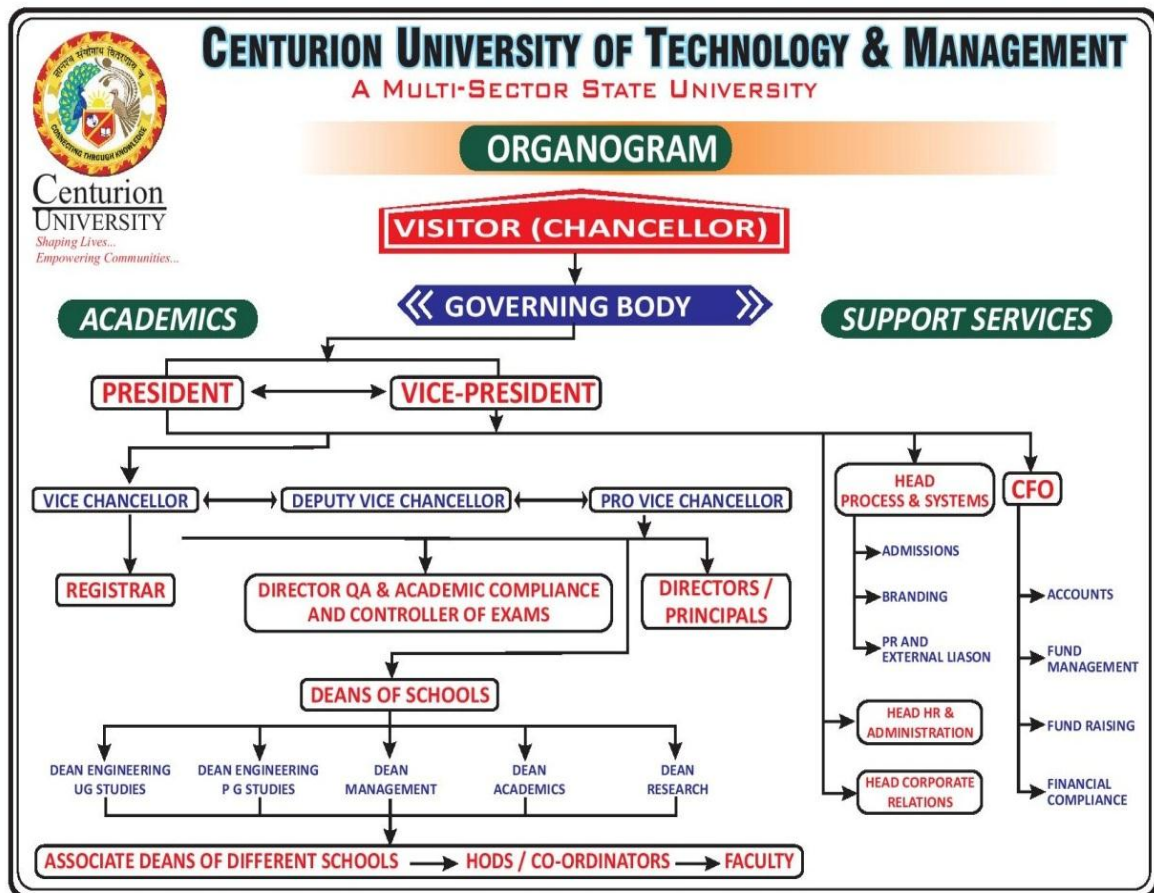 CENTURION UNIVERSITY OF TECHNOLOGY & MANAGEMENT
A MULTI-SECTOR STATE UNIVERSITY
CONNECTING THROUGH KNOWLEDGE
Centurion
UNIVERSITY
Shaping Lives...
Empowering Communities...
ORGANOGRAM
VISITOR (CHANCELLOR)
GOVERNING BODY
ACADEMICS
SUPPORT SERVICES
PRESIDENT
VICE-PRESIDENT
VICE CHANCELLOR
DEPUTY VICE CHANCELLOR
PRO VICE CHANCELLOR
HEAD
PROCESS & SYSTEMS
CFO
REGISTRAR
DIRECTOR QA & ACADEMIC COMPLIANCE
AND CONTROLLER OF EXAMS
DIRECTORS /
PRINCIPALS
ADMISSIONS
BRANDING
PR AND
EXTERNAL LIASON
ACCOUNTS
FUND
MANAGEMENT
FUND RAISING
FINANCIAL
COMPLIANCE
HEAD HR &
ADMINISTRATION
HEAD CORPORATE
RELATIONS
DEANS OF SCHOOLS
DEAN ENGINEERING
UG STUDIES
DEAN ENGINEERING
P G STUDIES
DEAN
MANAGEMENT
DEAN
ACADEMICS
DEAN
RESEARCH
ASSOCIATE DEANS OF DIFFERENT SCHOOLS
HODS / CO-ORDINATORS
FACULTY